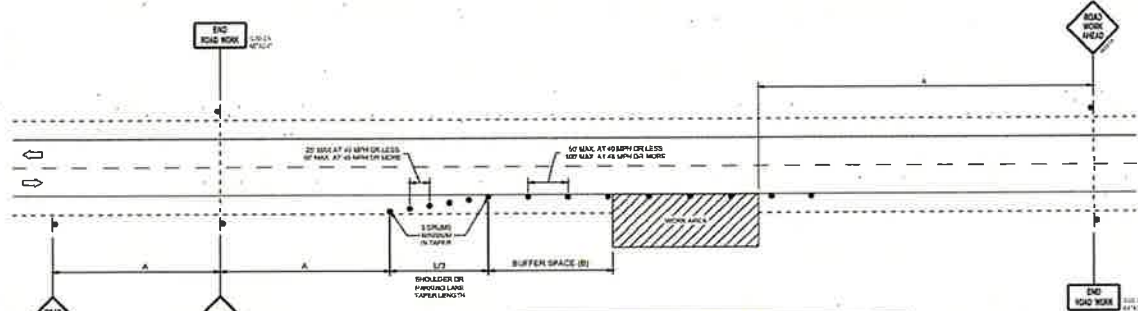 END
ROAD WORK
ROAD
WORK
AHEAD
A
25' MAX. AT 40 MPH OR LESS
50' MAX. AT 45 MPH OR MORE
50' MAX. AT 40 MPH OR LESS
100' MAX. AT 45 MPH OR MORE
5 DRUMS
MINIMUM
IN TAPER
WORK AREA
A
A
L/3
BUFFER SPACE (B)
SHOULDER OR
PARKING LANE
TAPER LENGTH
END
ROAD WORK